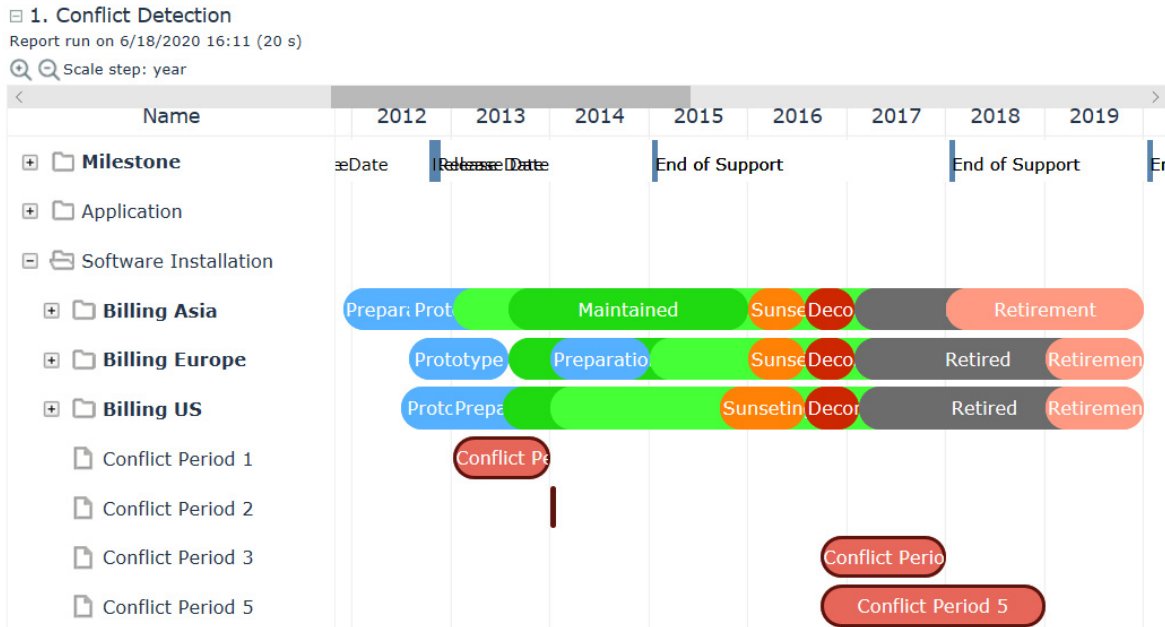 1. Conflict Detection
Report run on 6/18/2020 16:11 (20 s)
Scale step: year
Name 2012 2013 2014 2015 2016 2017 2018 2019
Milestone eDate Release Date End of Support End of Support
Application
Software Installation
Billing Asia Prepar Prot Maintained Sunse Deco Retirement
Billing Europe Prototype Preparatio Sunse Deco Retired Retiremen
Billing US Proto Prepa Sunsetin Decor Retired Retiremen
Conflict Period 1 Conflict Pe
Conflict Period 2
Conflict Period 3 Conflict Perio
Conflict Period 5 Conflict Period 5